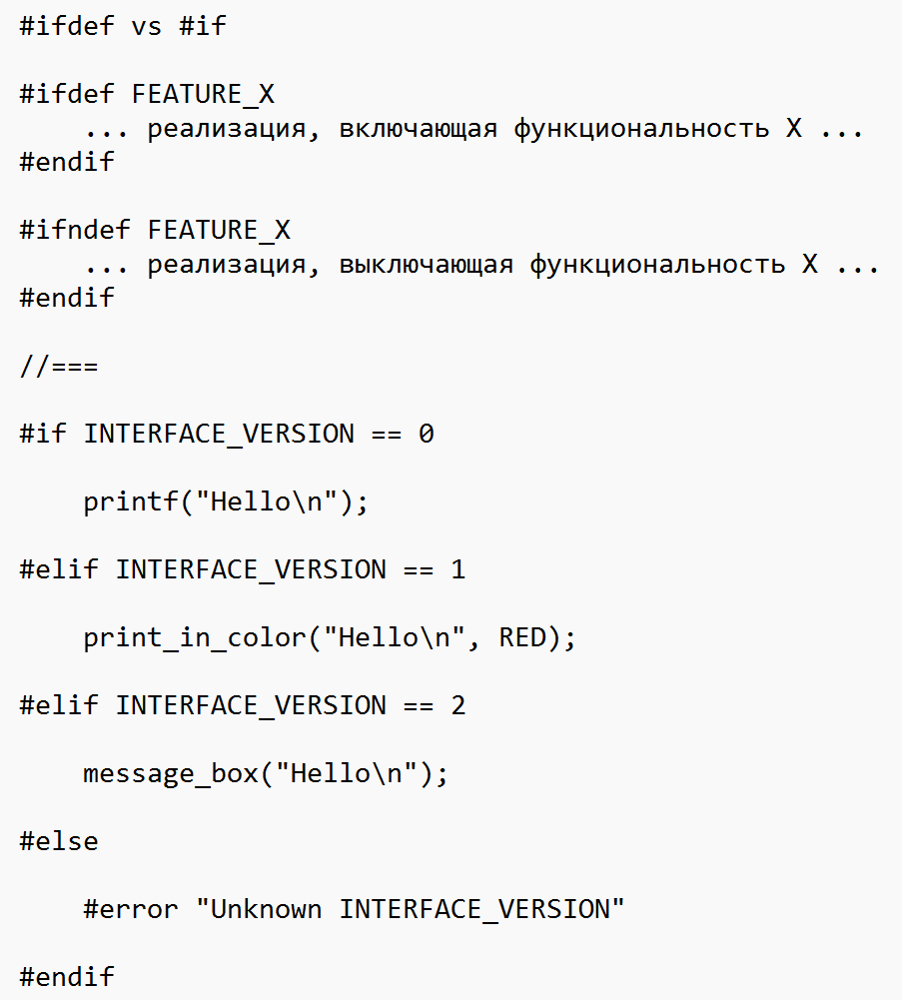 #ifdef vs #if
#ifdef FEATURE_X
... реализация, включающая функциональность X ...
#endif
#ifndef FEATURE_X
... реализация, выключающая функциональность X ...
#endif
//===
#if INTERFACE_VERSION == 0
printf("Hello\n");
#elif INTERFACE_VERSION == 1
print_in_color("Hello\n", RED);
#elif INTERFACE_VERSION == 2
message_box("Hello\n");
#else
#error "Unknown INTERFACE_VERSION"
#endif